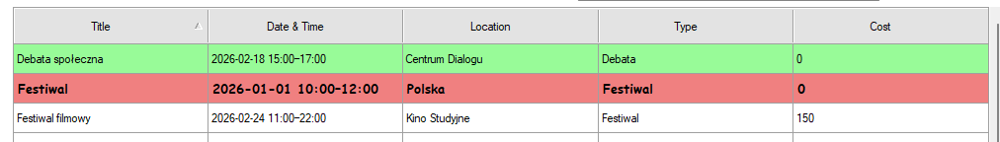 Title Date & Time Location Type Cost
Debata społeczna 2026-02-18 15:00–17:00 Centrum Dialogu Debata 0
Festiwal 2026-01-01 10:00–12:00 Polska Festiwal 0
Festiwal filmowy 2026-02-24 11:00–22:00 Kino Studyjne Festiwal 150